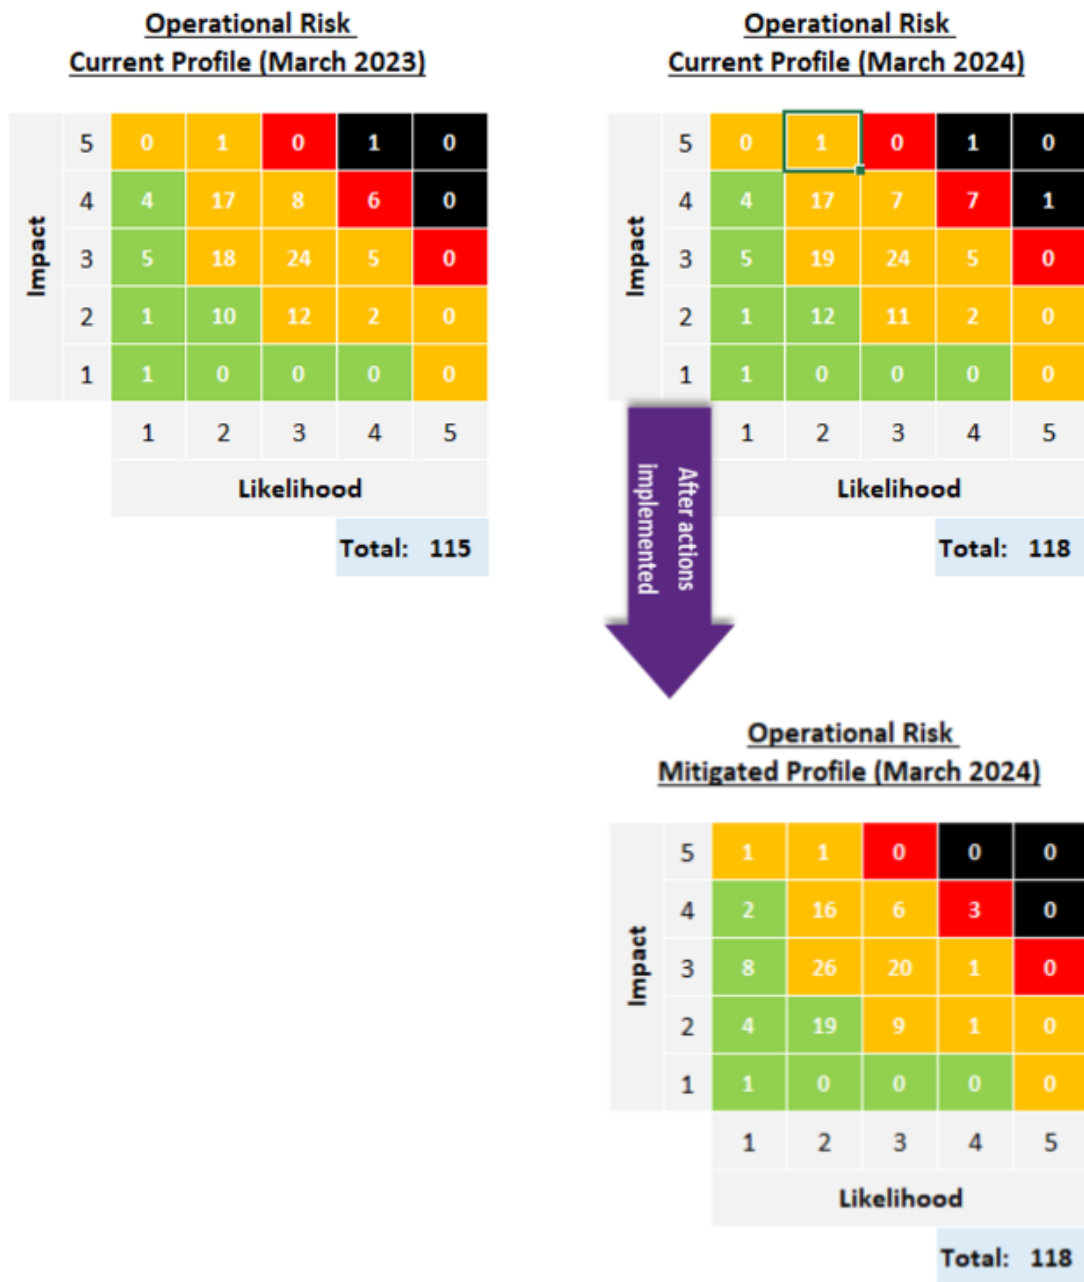 Operational Risk
Current Profile (March 2023)
Impact
5 0 1 0 1 0
4 4 17 8 6 0
3 5 18 24 5 0
2 1 10 12 2 0
1 1 0 0 0 0
1 2 3 4 5
Likelihood
Total: 115
Operational Risk
Current Profile (March 2024)
Impact
5 0 1 0 1 0
4 4 17 7 7 1
3 5 19 24 5 0
2 1 12 11 2 0
1 1 0 0 0 0
1 2 3 4 5
Likelihood
Total: 118
After actions
implemented
Operational Risk
Mitigated Profile (March 2024)
Impact
5 1 1 0 0 0
4 2 16 6 3 0
3 8 26 20 1 0
2 4 19 9 1 0
1 1 0 0 0 0
1 2 3 4 5
Likelihood
Total: 118